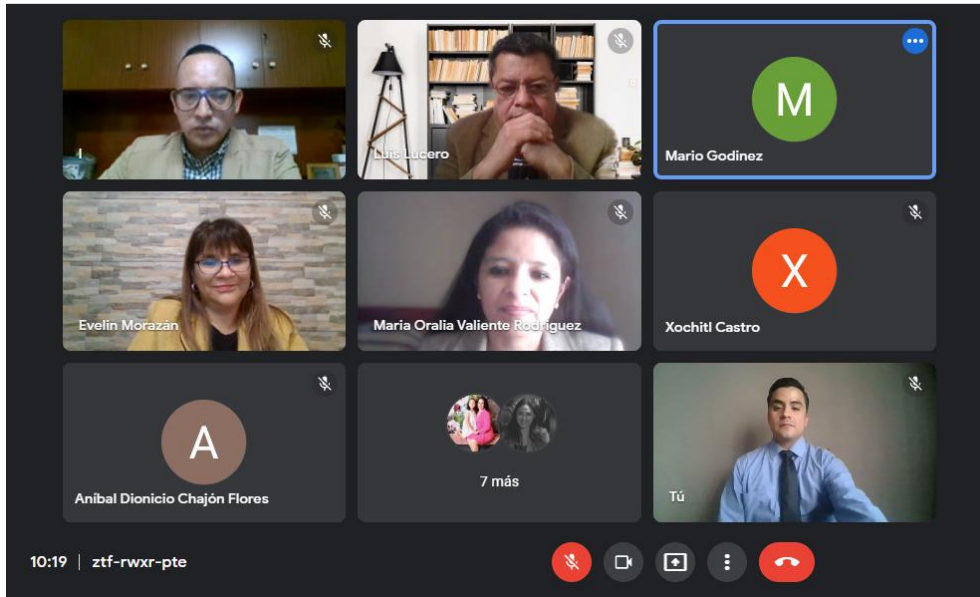 I
Luis Lucero
M
Mario Godinez
Evelin Morazán
Maria Oralia Valiente Rodriguez
X
Xochitl Castro
A
Aníbal Dionicio Chajón Flores
7 más
Tú
10:19 | ztf-rwxr-pte